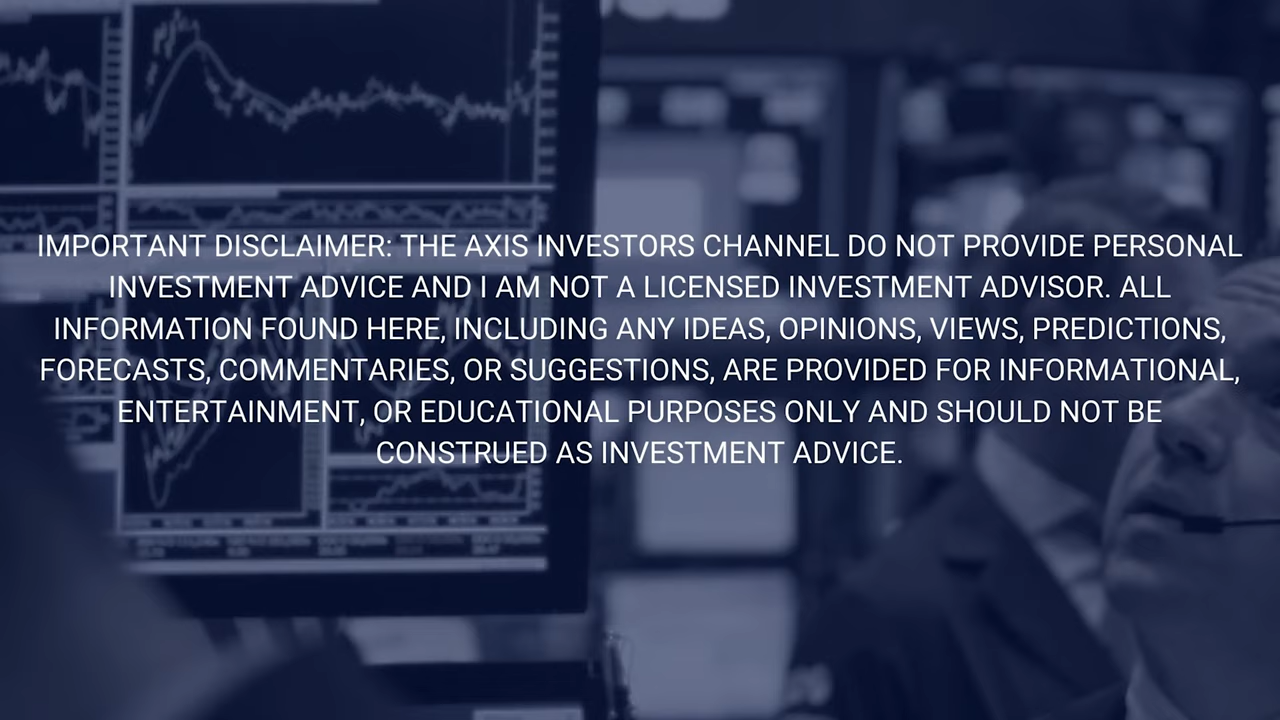 IMPORTANT DISCLAIMER: THE AXIS INVESTORS CHANNEL DO NOT PROVIDE PERSONAL
INVESTMENT ADVICE AND I AM NOT A LICENSED INVESTMENT ADVISOR. ALL
INFORMATION FOUND HERE, INCLUDING ANY IDEAS, OPINIONS, VIEWS, PREDICTIONS,
FORECASTS, COMMENTARIES, OR SUGGESTIONS, ARE PROVIDED FOR INFORMATIONAL,
ENTERTAINMENT, OR EDUCATIONAL PURPOSES ONLY AND SHOULD NOT BE
CONSTRUED AS INVESTMENT ADVICE.